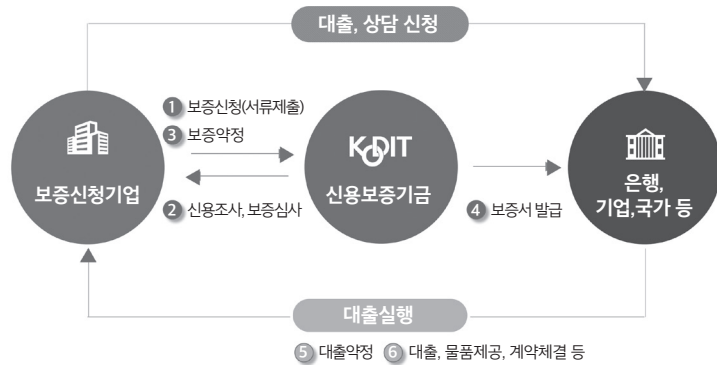 대출, 상담 신청
1 보증신청(서류제출)
3 보증약정
KODIT
보증신청기업
신용보증기금
은행,
기업,국가 등
2 신용조사, 보증심사
4 보증서 발급
대출실행
5 대출약정 6 대출, 물품제공, 계약체결 등